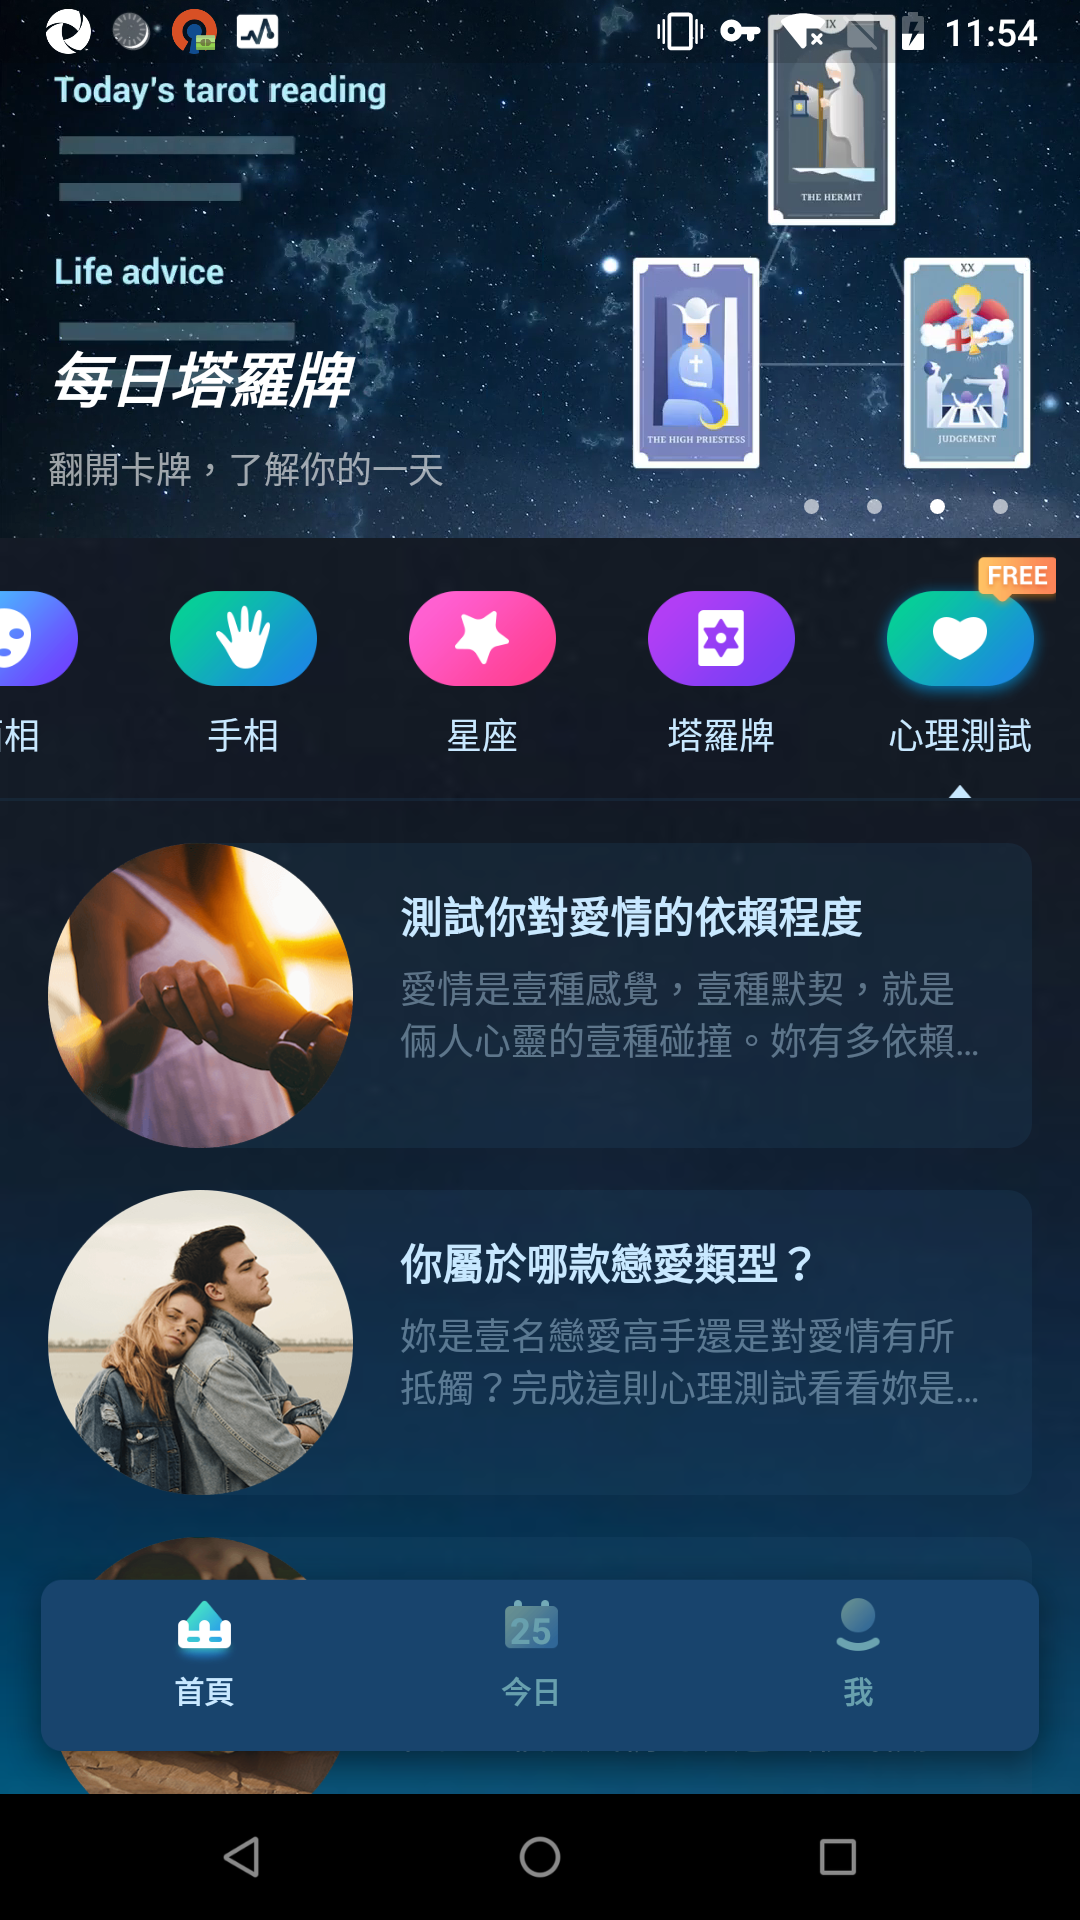 11:54
Today's tarot reading
IX
THE HERMIT
Life advice
II
THE HIGH PRIESTESS
XX
JUDGEMENT
每日塔羅牌
翻開卡牌，了解你的一天
FREE
相
手相
星座
塔羅牌
心理測試
測試你對愛情的依賴程度
愛情是壹種感覺，壹種默契，就是
倆人心靈的壹種碰撞。妳有多依賴...
你屬於哪款戀愛類型？
妳是壹名戀愛高手還是對愛情有所
抵觸？完成這則心理測試看看妳是...
25
首頁
今日
我